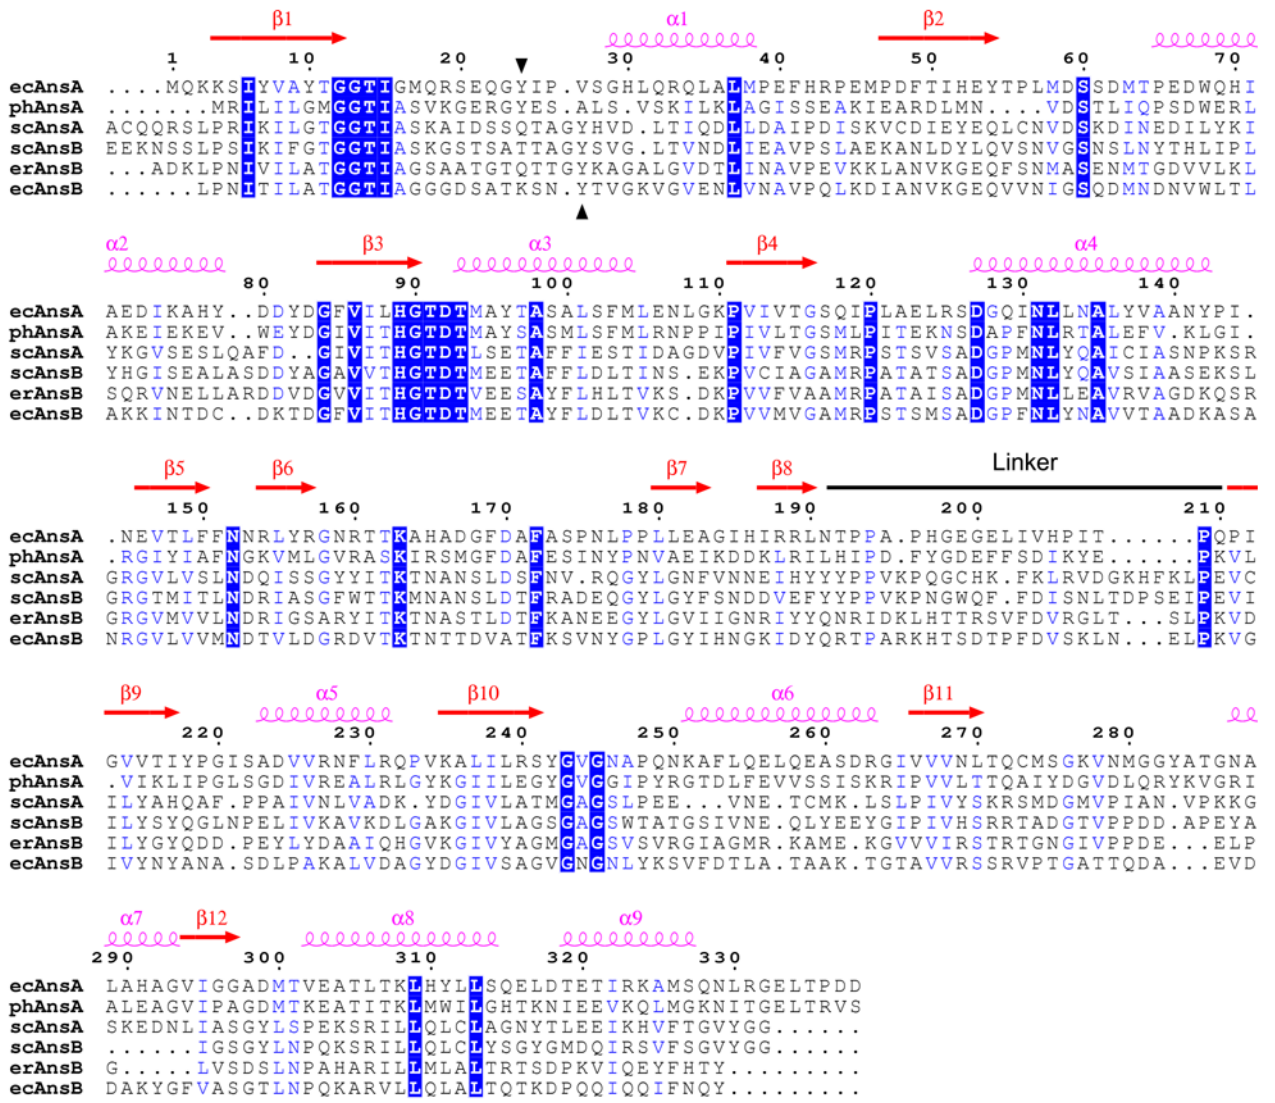 β1 α1 β2
1 10 20 30 40 50 60 70
ecAnsA ....MQKKSIYVAYTGGTIGMQRSEQGYIP.VSGHLQRQLALMPEFHRPEMPDFTIHEYTPLMDSSDMTPEDWQHI
phAnsA .......MRILILGMGGTIASVKGERGYES.ALS.VSKILKLAGISSEAKIEARDLMN...VDSTLIQPSDWERL
scAnsA ACQQRSLPRIKILGTGGTIASKAIDSSQTAGYHVD.LTIQDLLDAIPDISKVCDIEYEQLCNVDSKDINEDILYKI
scAnsB EEKNSSLPSIKIFGTGGTIASKGSTSATTAGYSVG.LTVNDLIEAVPSLAEKANLDYLQVSNVGSNSLNYTHLIPL
erAnsB ...ADKLPNIVILATGGTIAGSAATGTQTTGYKAGALGVDTLINAVPEVKKLANVKGEQFSNMASENMTGDVVLKL
ecAnsB ......LPNITILATGGTIAGGGDSATKSN.YTVGKVGVENLVNAVPQLKDIANVKGEQVVNIGSQDMNDNVWLTL
α2 β3 α3 β4 α4
80 90 100 110 120 130 140
ecAnsA AEDIKAHY..DDYDGFVILHGTDTMAYTASALSFMLENLGKPVIVTGSQIPLAELRSDGQINLLNALYVAANYPI.
phAnsA AKEIEKEV..WEYDGIVITHGTDTMAYSASMLSFMLRNPPIPIVLTGSMLPITEKNSDAPFNLRTALEFV.KLGI.
scAnsA YKGVSESLQAFD..GIVITHGTDTLSETAFFIESTIDAGDVPIVFVGSMRPSTSVSADGPMNLYQAICIASNPKSR
scAnsB YHGISEALASDDYAGAVVTHGTDTMEETAFFLDLTINS.EKPVCIAGAMRPATATSADGPMNLYQAVSIAASEKSL
erAnsB SQRVNELLARDDVDGVVITHGTDTVEESAYFLHLTVKS.DKPVVFVAAMRPATAISADGPMNLLEAVRVAGDKQSR
ecAnsB AKKINTDC..DKTDGFVITHGTDTMEETAYFLDLTVKC.DKPVVMVGAMRPSTSMSADGPFNLYNAVVTAADKASA
β5 β6 β7 β8 Linker
150 160 170 180 190 200 210
ecAnsA .NEVTLFFNNRLYRGNRTTKAHADGFDAFASPNLPPLLEAGIHIRRLNTPPA.PHGEGELIVHPIT......PQPI
phAnsA .RGIYIAFNGKVMLGVRASKIRSMGFDAFESINYPNVAEIKDDKLRILHIPD.FYGDEFFSDIKYE......PKVL
scAnsA GRGVLVSLNDQISSGYYITKTNANSLDSFNV.RQGYLGNFVNNEIHYYYPPVKPQGCHK.FKLRVDGKHFKLPEVC
scAnsB GRGTMITLNDRIASGFWTTKMNANSLDTFRADEQGYLGYFSNDDVEFYYPPVKPNGWQF.FDISNLTDPSEIPEVI
erAnsB GRGVMVVLNDRIGSARYITKTNASTLDTFKANEEGYLGVIIGNRIYYQNRIDKLHTTRSVFDVRGLT...SLPKVD
ecAnsB NRGVLVVMNDTVLDGRDVTKTNTTDVATFKSVNYGPLGYIHNGKIDYQRTPARKHTSDTPFDVSKLN...ELPKVG
β9 α5 β10 α6 β11
220 230 240 250 260 270 280
ecAnsA GVVTIYPGISADVVRNFLRQPVKALILRSYGVGNAPQNKAFLQELQEASDRGIVVVNLTQCMSGKVNMGGYATGNA
phAnsA .VIKLIPGLSGDIVREALRLGYKGIILEGYGVGGIPYRGTDLFEVVSSISKRIPVVLTTQAIYDGVDLQRYKVGRI
scAnsA ILYAHQAF.PPAIVNLVADK.YDGIVLATMGAGSLPEE...VNE.TCMK.LSLPIVYSKRSMDGMVPIAN.VPKKG
scAnsB ILYSYQGLNPELIVKAVKDLGAKGIVLAGSGAGSWTATGSIVNE.QLYEEYGIPIVHSRRTADGTVPPDD.APEYA
erAnsB ILYGYQDD.PEYLYDAAIQHGVKGIVYAGMGAGSVSVRGIAGMR.KAME.KGVVVIRSTRTGNGIVPPDE...ELP
ecAnsB IVYNYANA.SDLPAKALVDAGYDGIVSAGVGNGNLYKSVFDTLA.TAAK.TGTAVVRSSRVPTGATTQDA...EVD
α7 β12 α8 α9
290 300 310 320 330
ecAnsA LAHAGVIGGADMTVEATLTKLHYLLSQELDTETIRKAMSQNLRGELTPDD
phAnsA ALEAGVIPAGDMTKEATITKLMWILGHTKNIEEVKQLMGKNITGELTRVS
scAnsA SKEDNLIASGYLSPEKSRILLQLCLAGNYTLEEIKHVFTGVYGG......
scAnsB ......IGSGYLNPQKSRILLQLCLYSGYGMDQIRSVFSGVYGG......
erAnsB G.....LVSDSLNPAHARILLMLALTRTSDPKVIQEYFHTY.........
ecAnsB DAKYGFVASGTLNPQKARVLLQLALTQTKDPQQIQQIFNQY.........